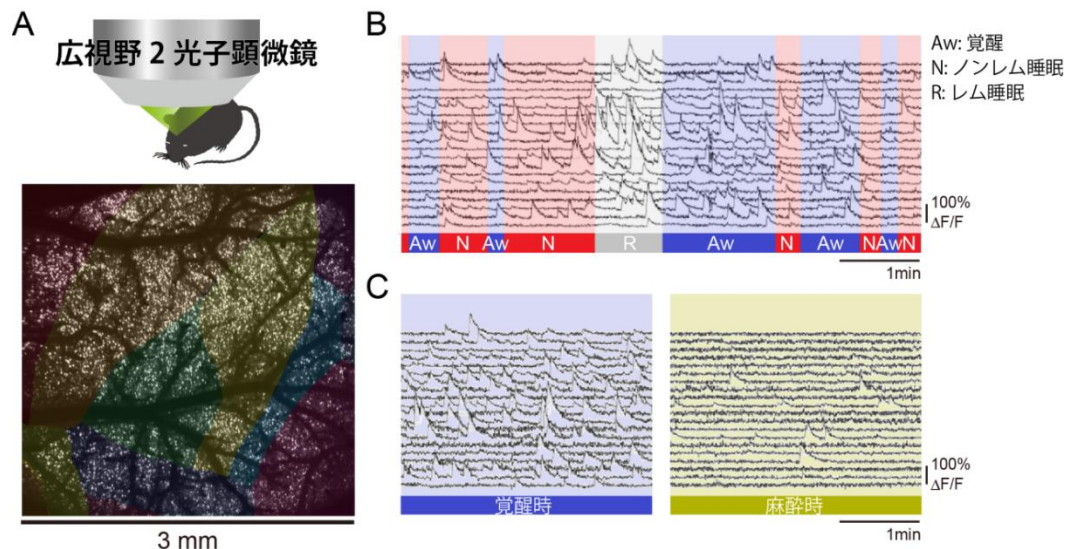 A
広視野 2 光子顕微鏡
3 mm
B
Aw: 覚醒
N: ノンレム睡眠
R: レム睡眠
100%
ΔF/F
Aw N Aw N R Aw N Aw N Aw N
1min
C
100%
ΔF/F
覚醒時 麻酔時
1min